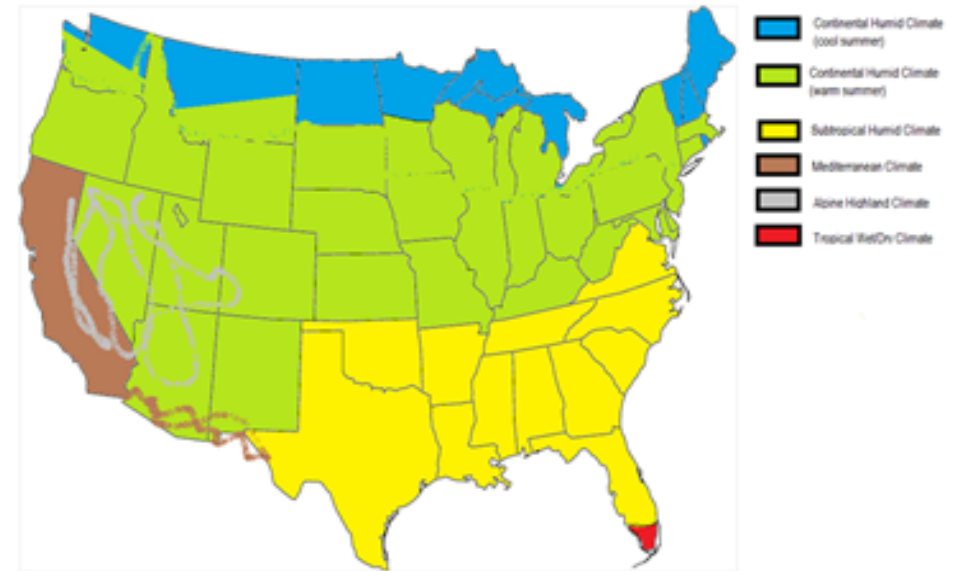 Continental Humid Climate
(cool summer)
Continental Humid Climate
(warm summer)
Subtropical Humid Climate
Mediterranean Climate
Alpine Highland Climate
Tropical Wet/Dry Climate